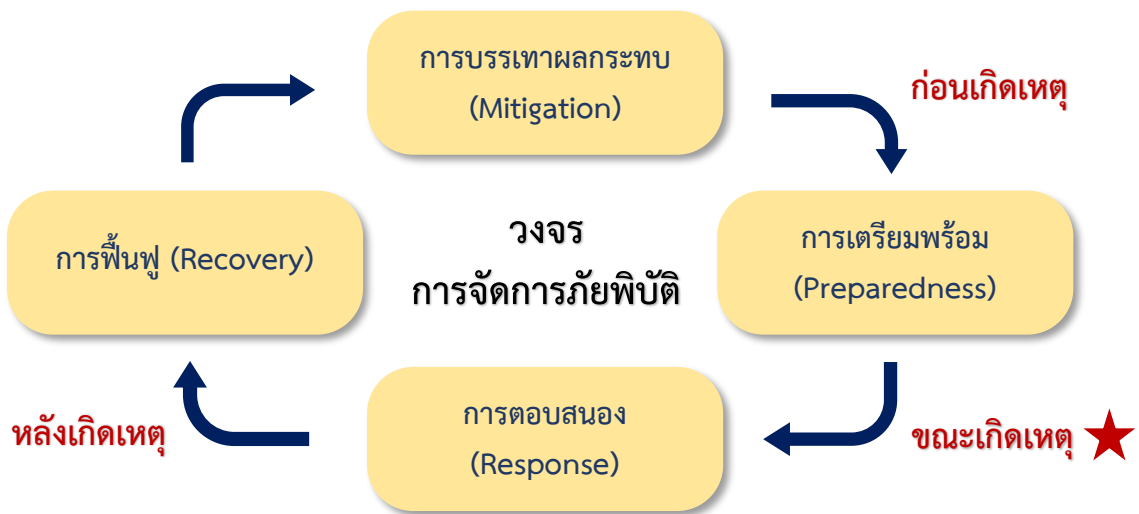 การบรรเทาผลกระทบ
(Mitigation)
ก่อนเกิดเหตุ
การฟื้นฟู (Recovery)
วงจร
การจัดการภัยพิบัติ
การเตรียมพร้อม
(Preparedness)
หลังเกิดเหตุ
การตอบสนอง
(Response)
ขณะเกิดเหตุ